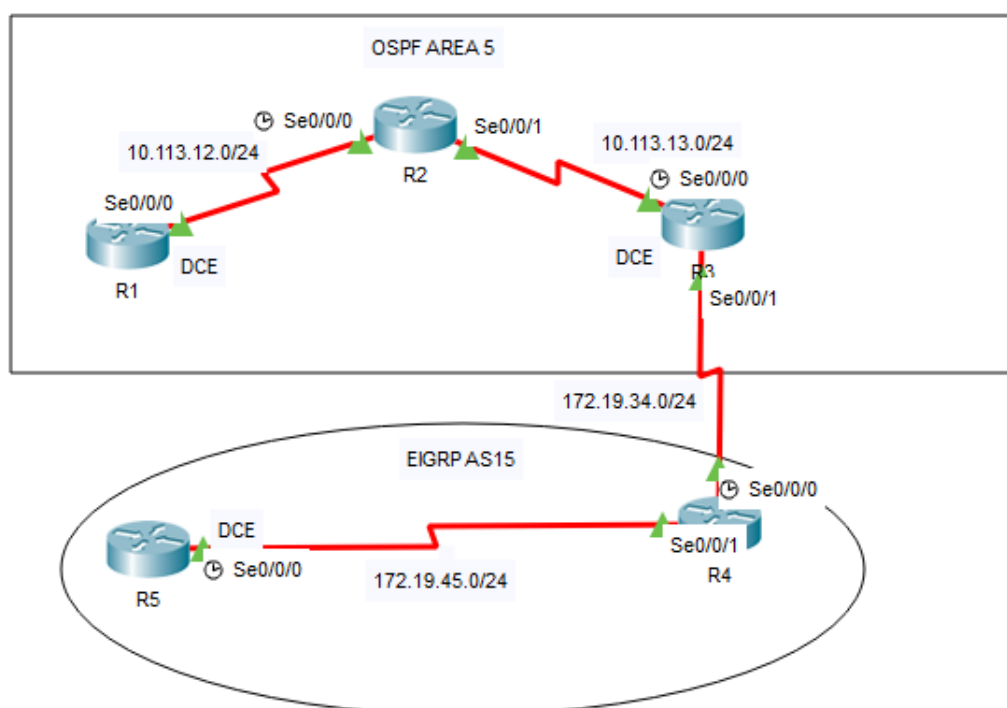 OSPF AREA 5
Se0/0/0
Se0/0/1
10.113.12.0/24
10.113.13.0/24
R2
Se0/0/0
Se0/0/0
DCE
DCE
R1
R3
Se0/0/1
172.19.34.0/24
EIGRP AS15
Se0/0/0
DCE
Se0/0/1
Se0/0/0
172.19.45.0/24
R4
R5